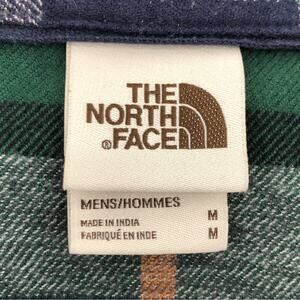 THE
NORTH
FACE
®
MENS/HOMMES
MADE IN INDIA M
FABRIQUÉ EN INDE M